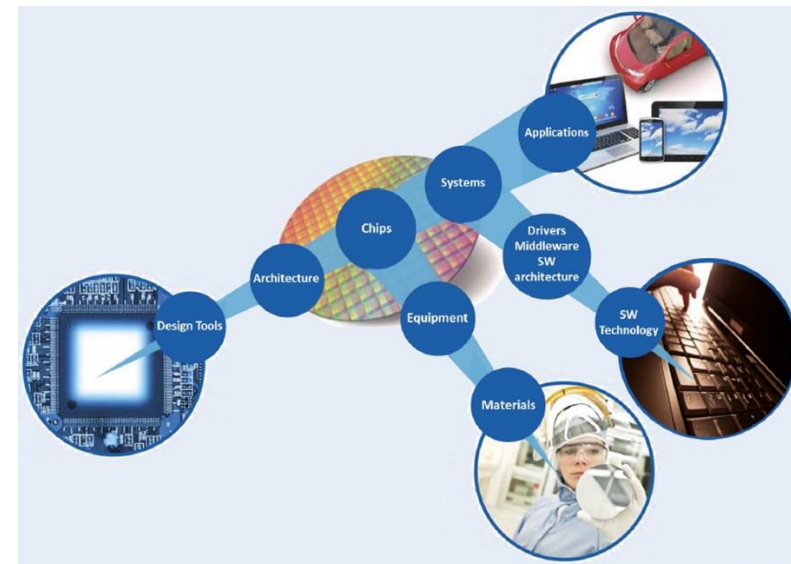 Applications
Systems
Chips
Drivers
Middleware
SW
architecture
Architecture
Equipment
SW
Technology
Design Tools
Materials